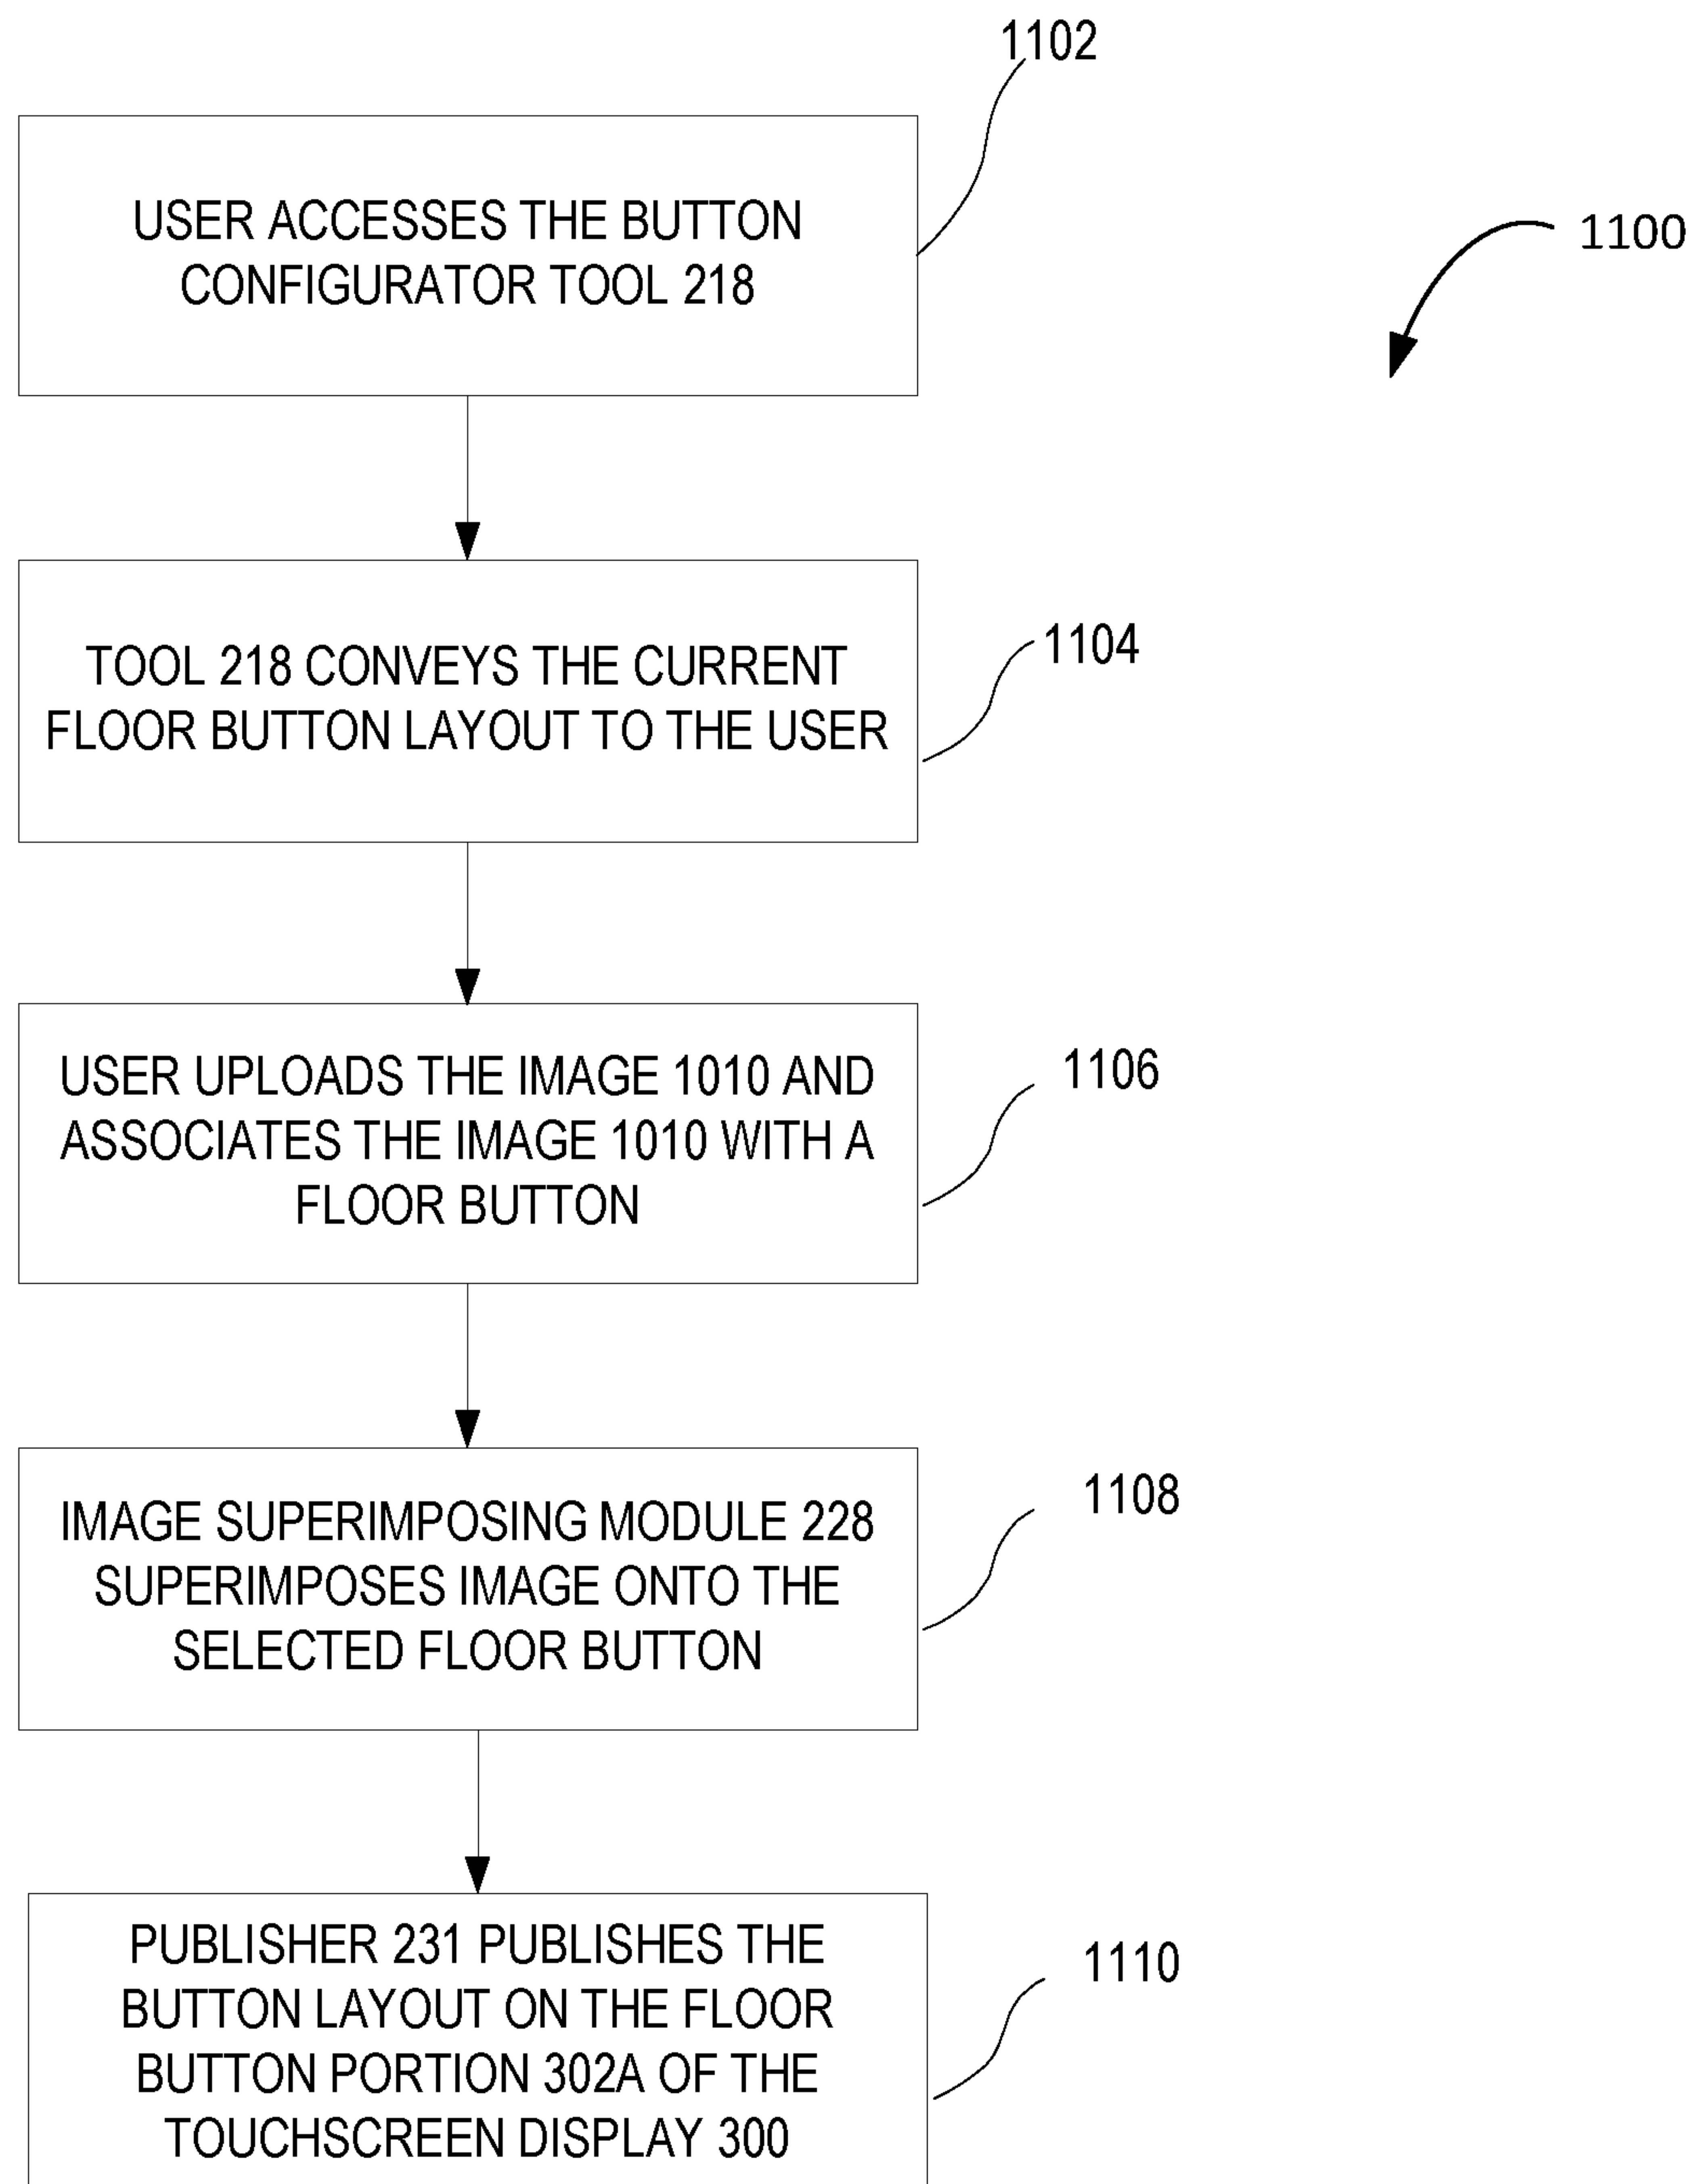 1102
USER ACCESSES THE BUTTON
CONFIGURATOR TOOL 218
1100
TOOL 218 CONVEYS THE CURRENT
FLOOR BUTTON LAYOUT TO THE USER
1104
USER UPLOADS THE IMAGE 1010 AND
ASSOCIATES THE IMAGE 1010 WITH A
FLOOR BUTTON
1106
IMAGE SUPERIMPOSING MODULE 228
SUPERIMPOSES IMAGE ONTO THE
SELECTED FLOOR BUTTON
1108
PUBLISHER 231 PUBLISHES THE
BUTTON LAYOUT ON THE FLOOR
BUTTON PORTION 302A OF THE
TOUCHSCREEN DISPLAY 300
1110